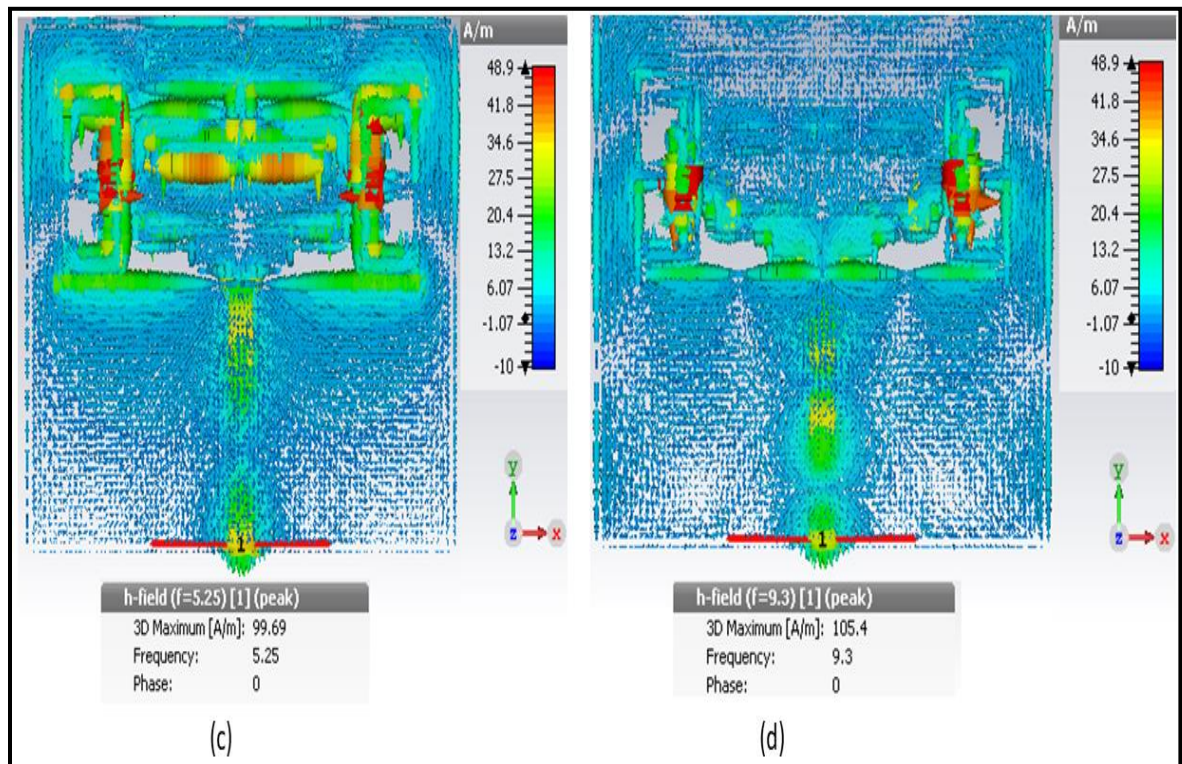 A/m
48.9
41.8
34.6
27.5
20.4
13.2
6.07
-1.07
-10
y
z
x
1
h-field (f=5.25) [1] (peak)
3D Maximum [A/m]: 99.69
Frequency: 5.25
Phase: 0
(c)
A/m
48.9
41.8
34.6
27.5
20.4
13.2
6.07
-1.07
-10
y
z
x
1
h-field (f=9.3) [1] (peak)
3D Maximum [A/m]: 105.4
Frequency: 9.3
Phase: 0
(d)